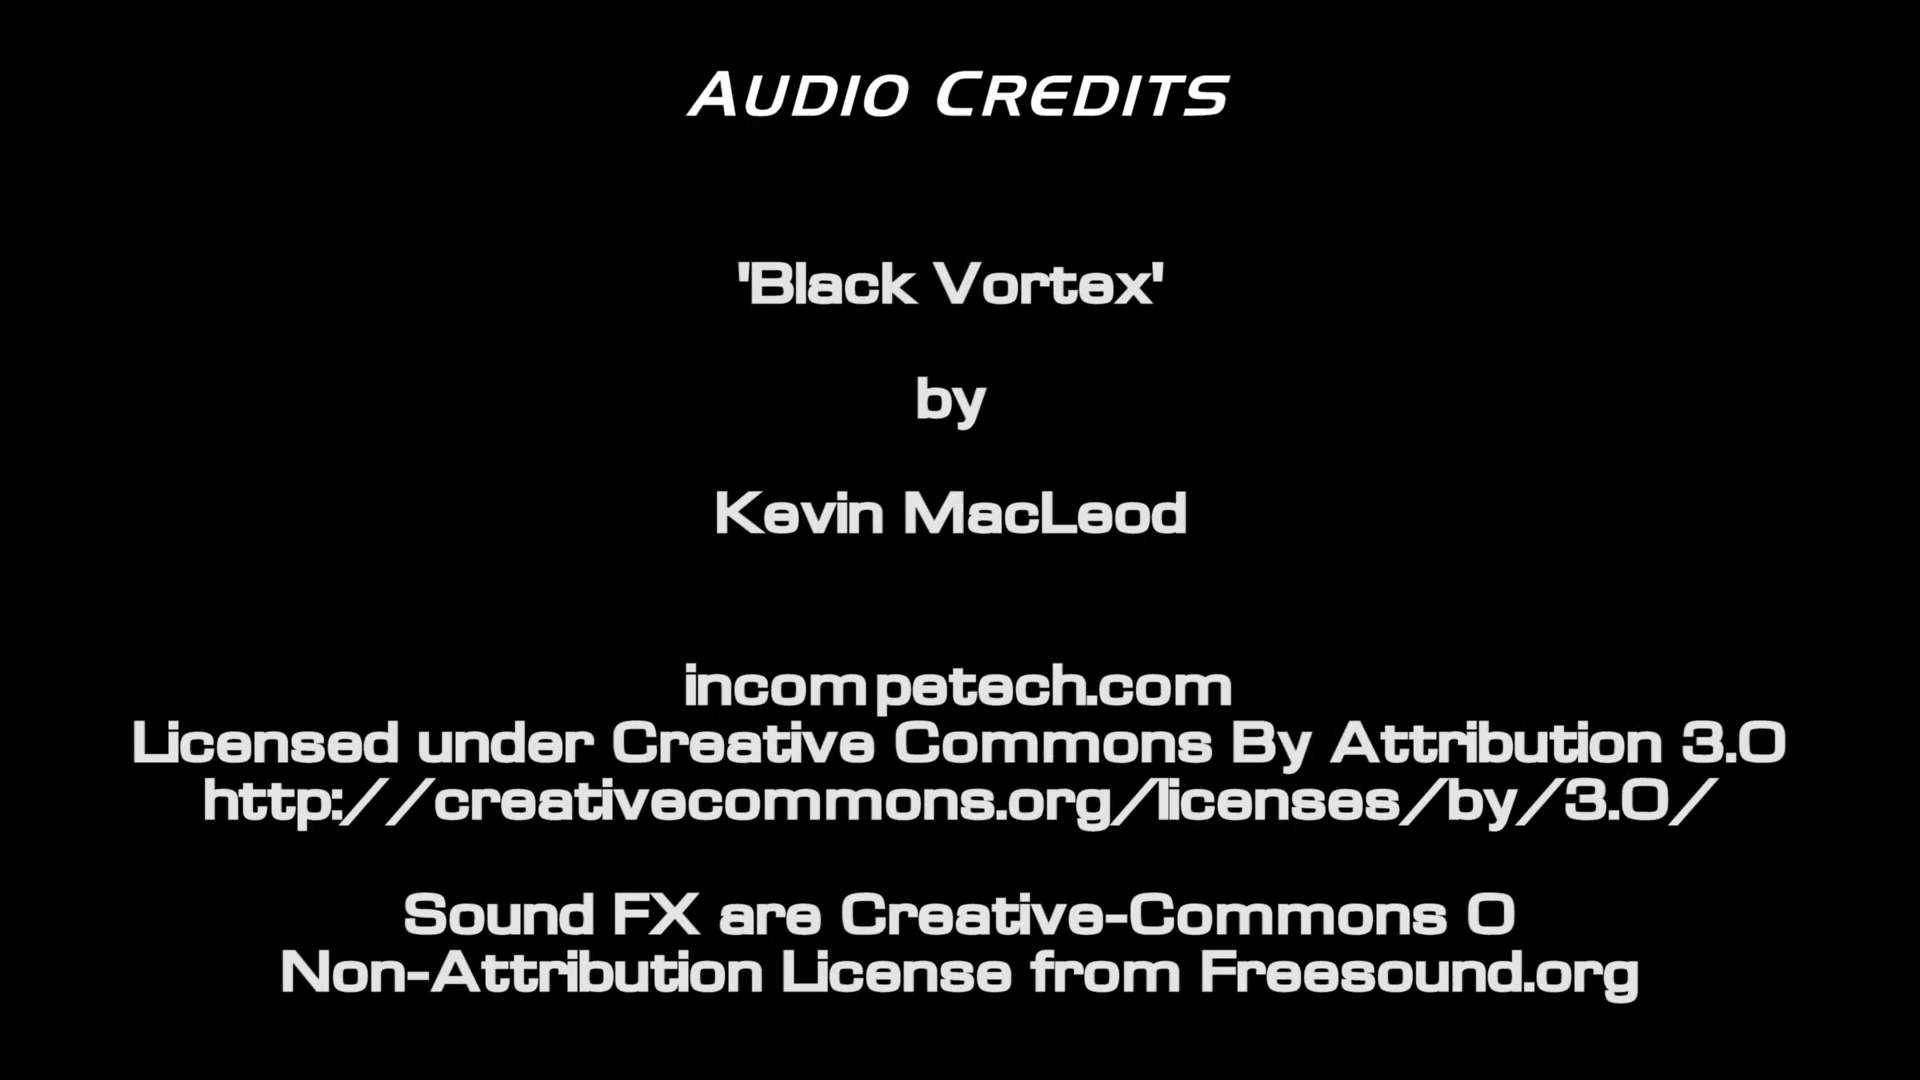 AUDIO CREDITS
'Black Vortex'
by
Kevin MacLeod
incompetech.com
Licensed under Creative Commons By Attribution 3.0
http://creativecommons.org/licenses/by/3.0/
Sound FX are Creative-Commons 0
Non-Attribution License from Freesound.org